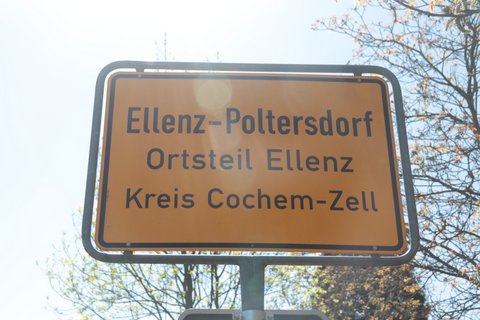 Ellenz-Poltersdorf
Ortsteil Ellenz
Kreis Cochem-Zell